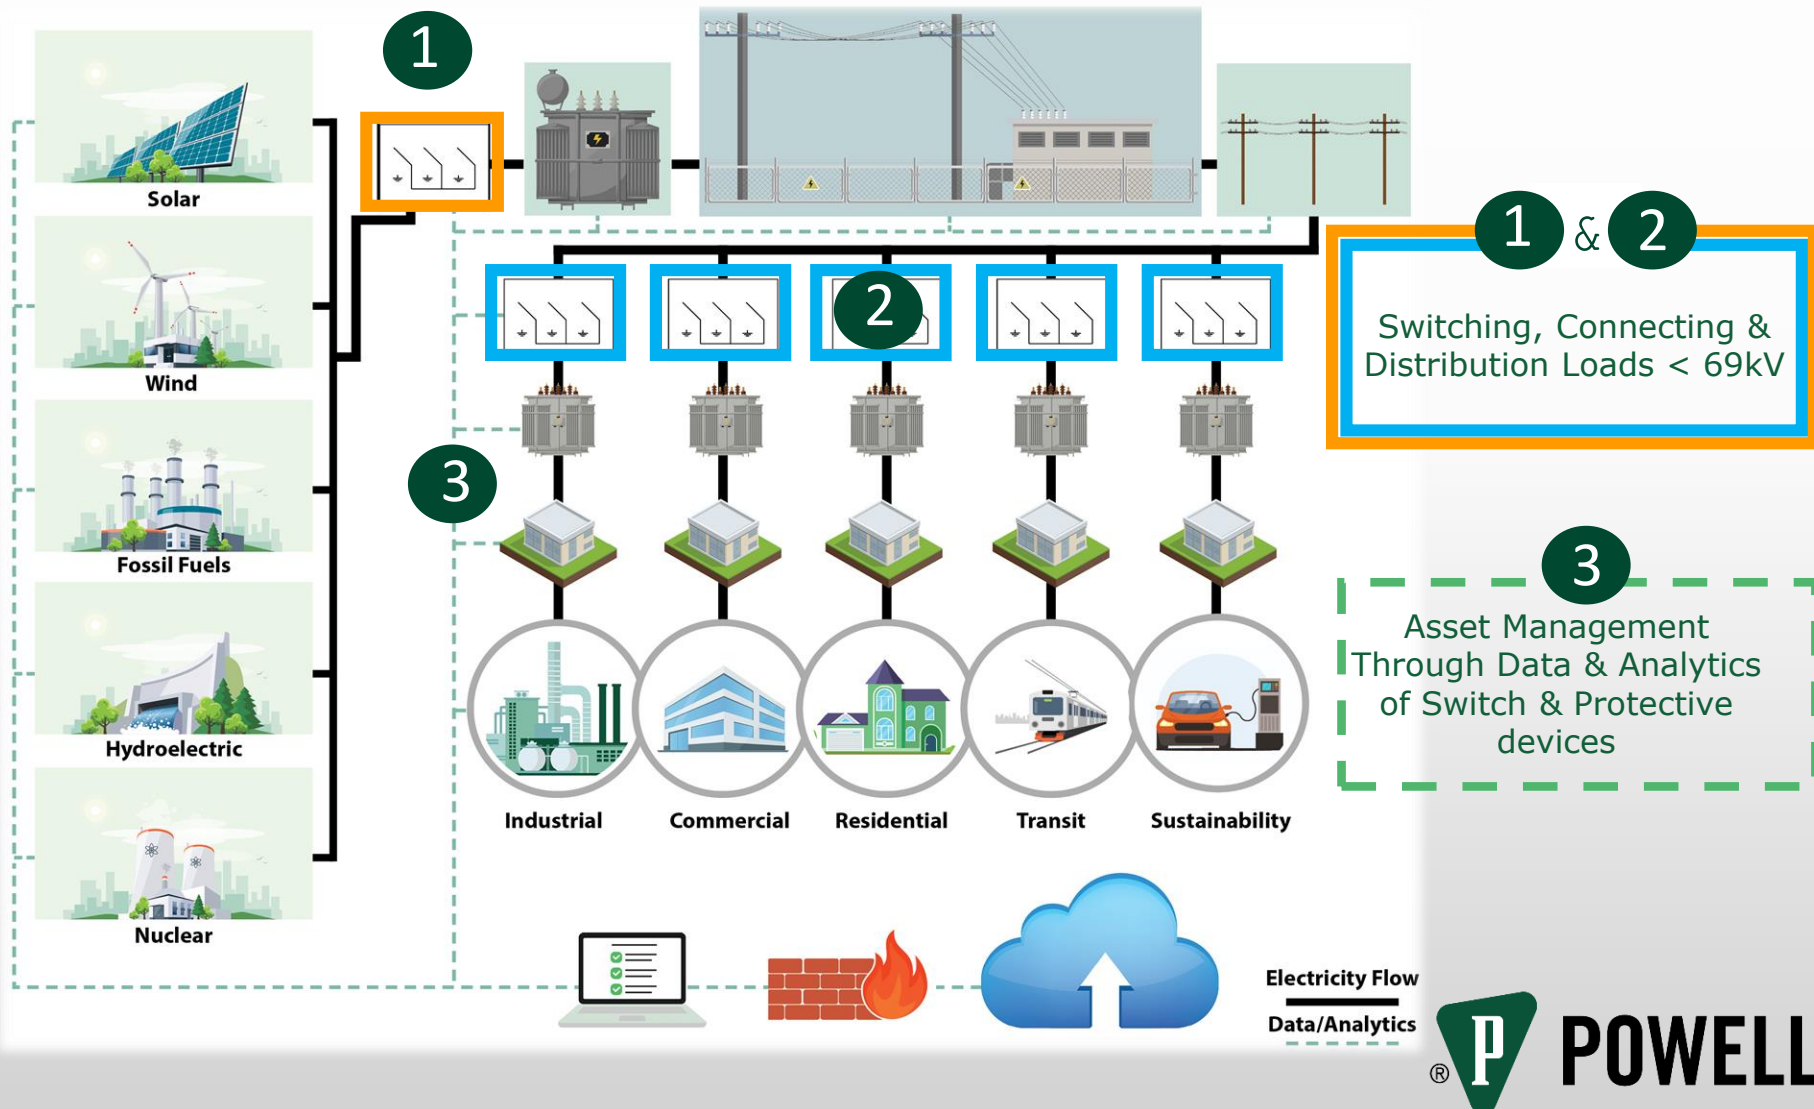 1
Solar
Wind
Fossil Fuels
Hydroelectric
Nuclear
2
3
Industrial
Commercial
Residential
Transit
Sustainability
1 & 2
Switching, Connecting &
Distribution Loads < 69kV
3
Asset Management
Through Data & Analytics
of Switch & Protective
devices
Electricity Flow
Data/Analytics
® P POWELL